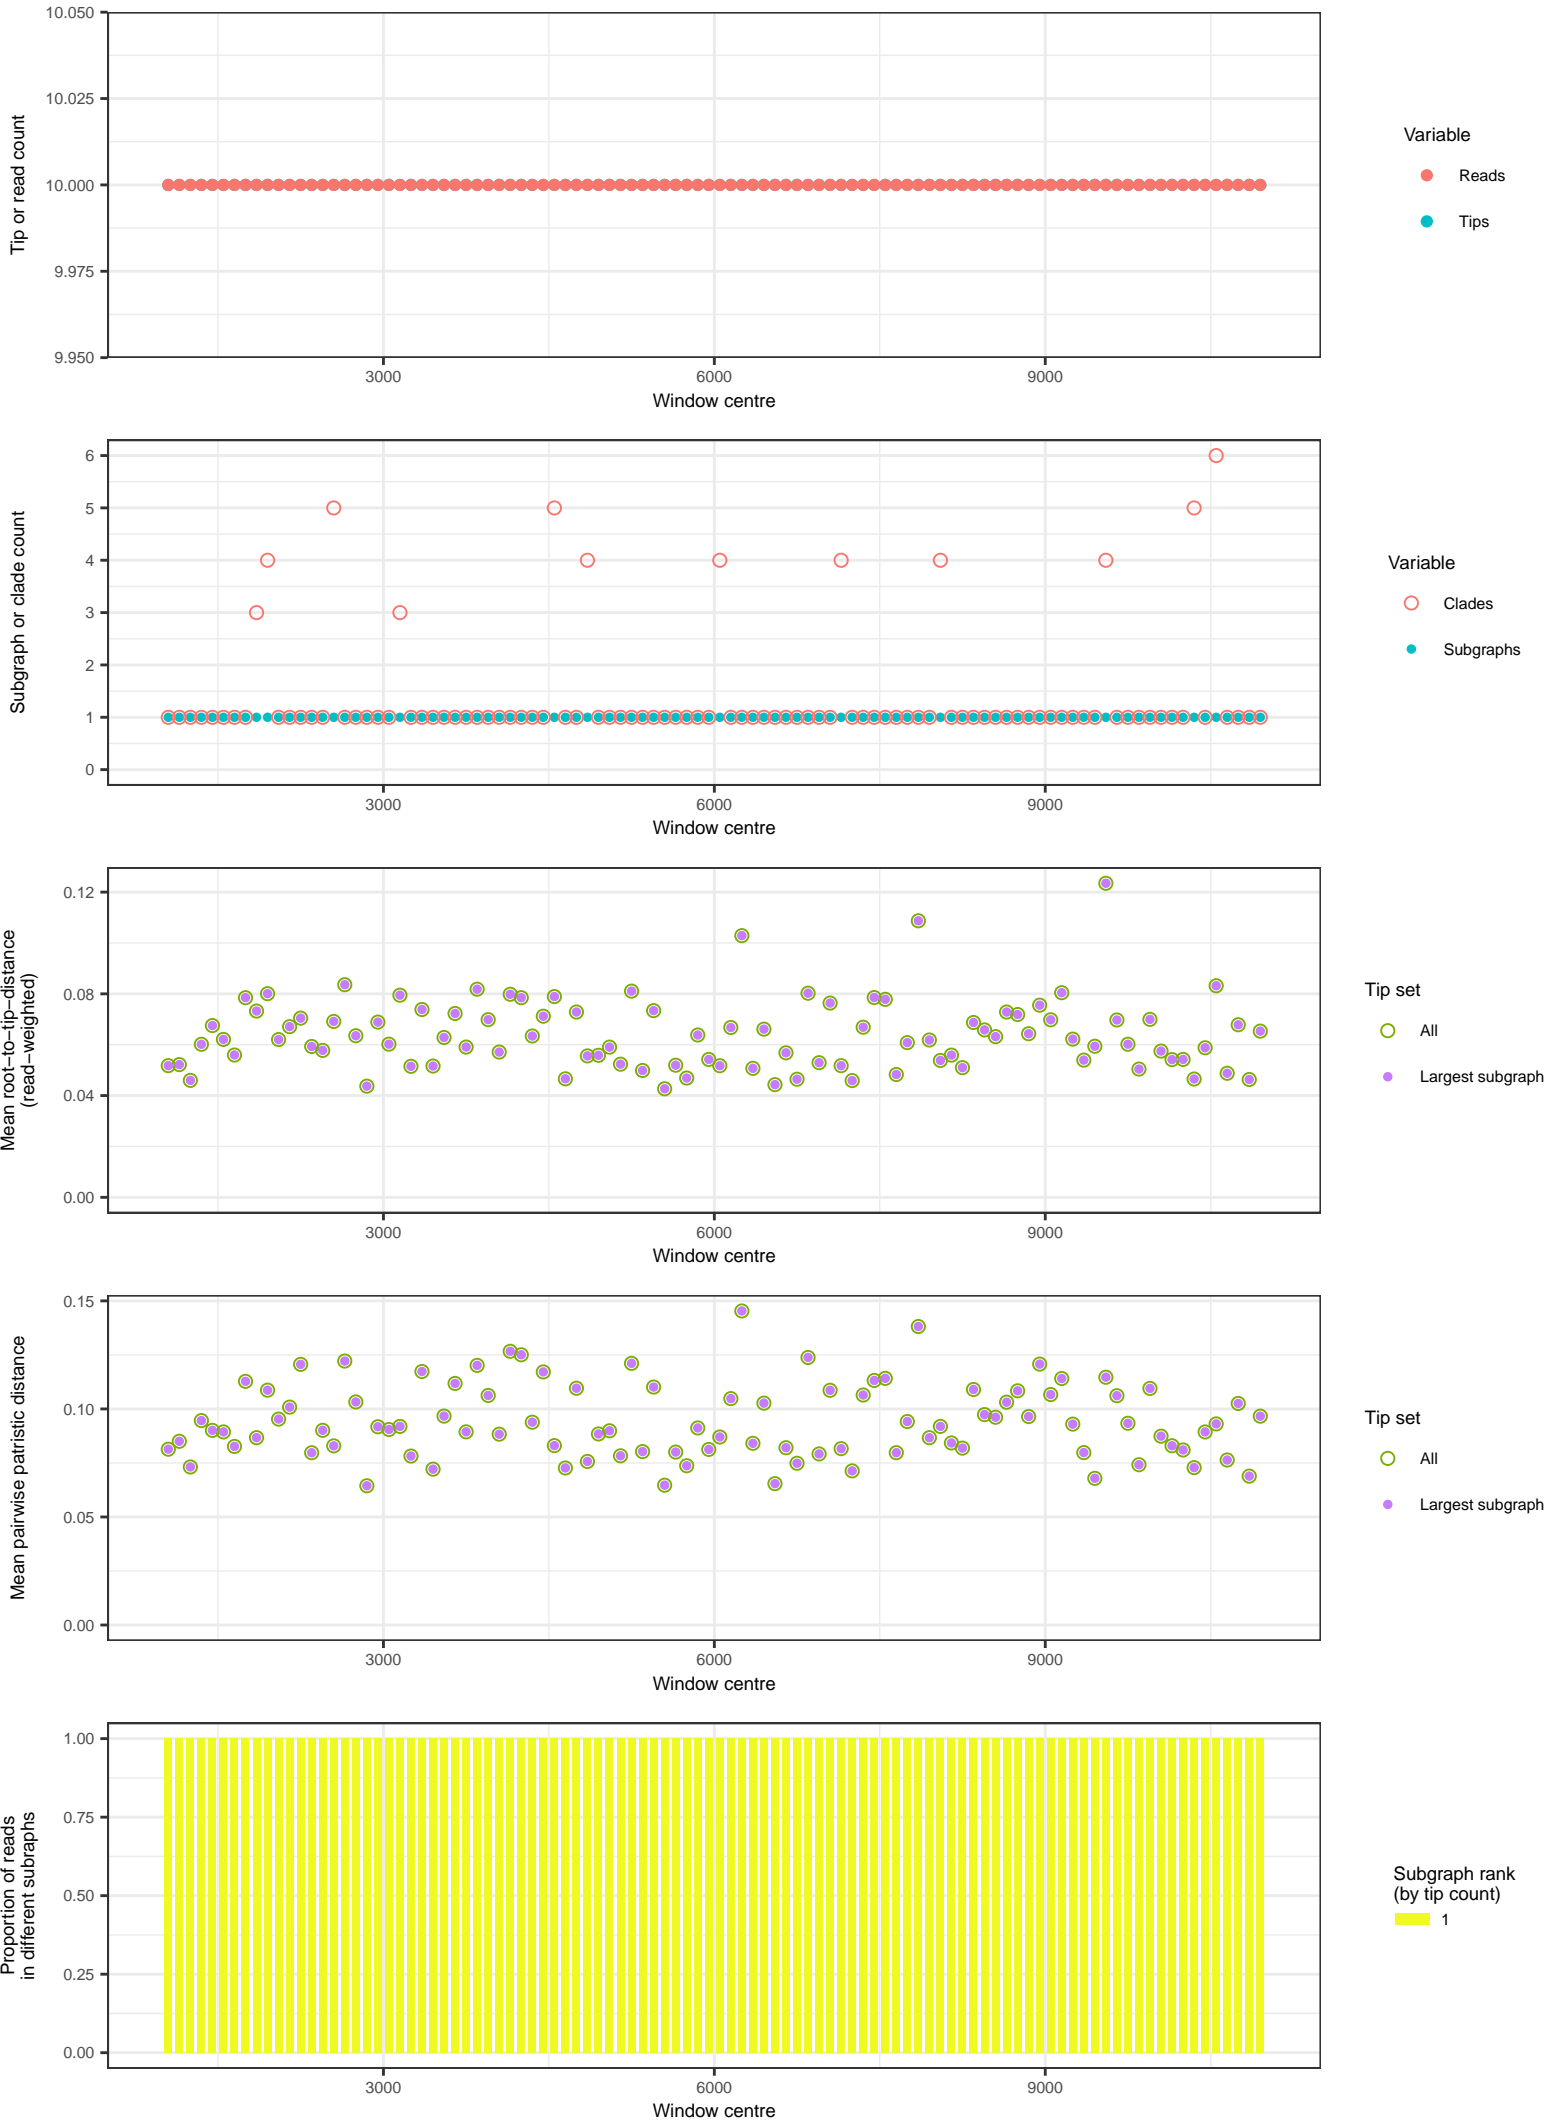 10.050
10.025
10.000
9.975
9.950
Tip or read count
3000
6000
9000
Window centre
Variable
Reads
Tips
6
5
4
3
2
1
0
Subgraph or clade count
3000
6000
9000
Window centre
Variable
Clades
Subgraphs
0.12
0.08
0.04
0.00
Mean root−to−tip−distance
(read−weighted)
3000
6000
9000
Window centre
Tip set
All
Largest subgraph
0.15
0.10
0.05
0.00
Mean pairwise patristic distance
3000
6000
9000
Window centre
Tip set
All
Largest subgraph
1.00
0.75
0.50
0.25
0.00
Proportion of reads
in different subraphs
3000
6000
9000
Window centre
Subgraph rank
(by tip count)
1